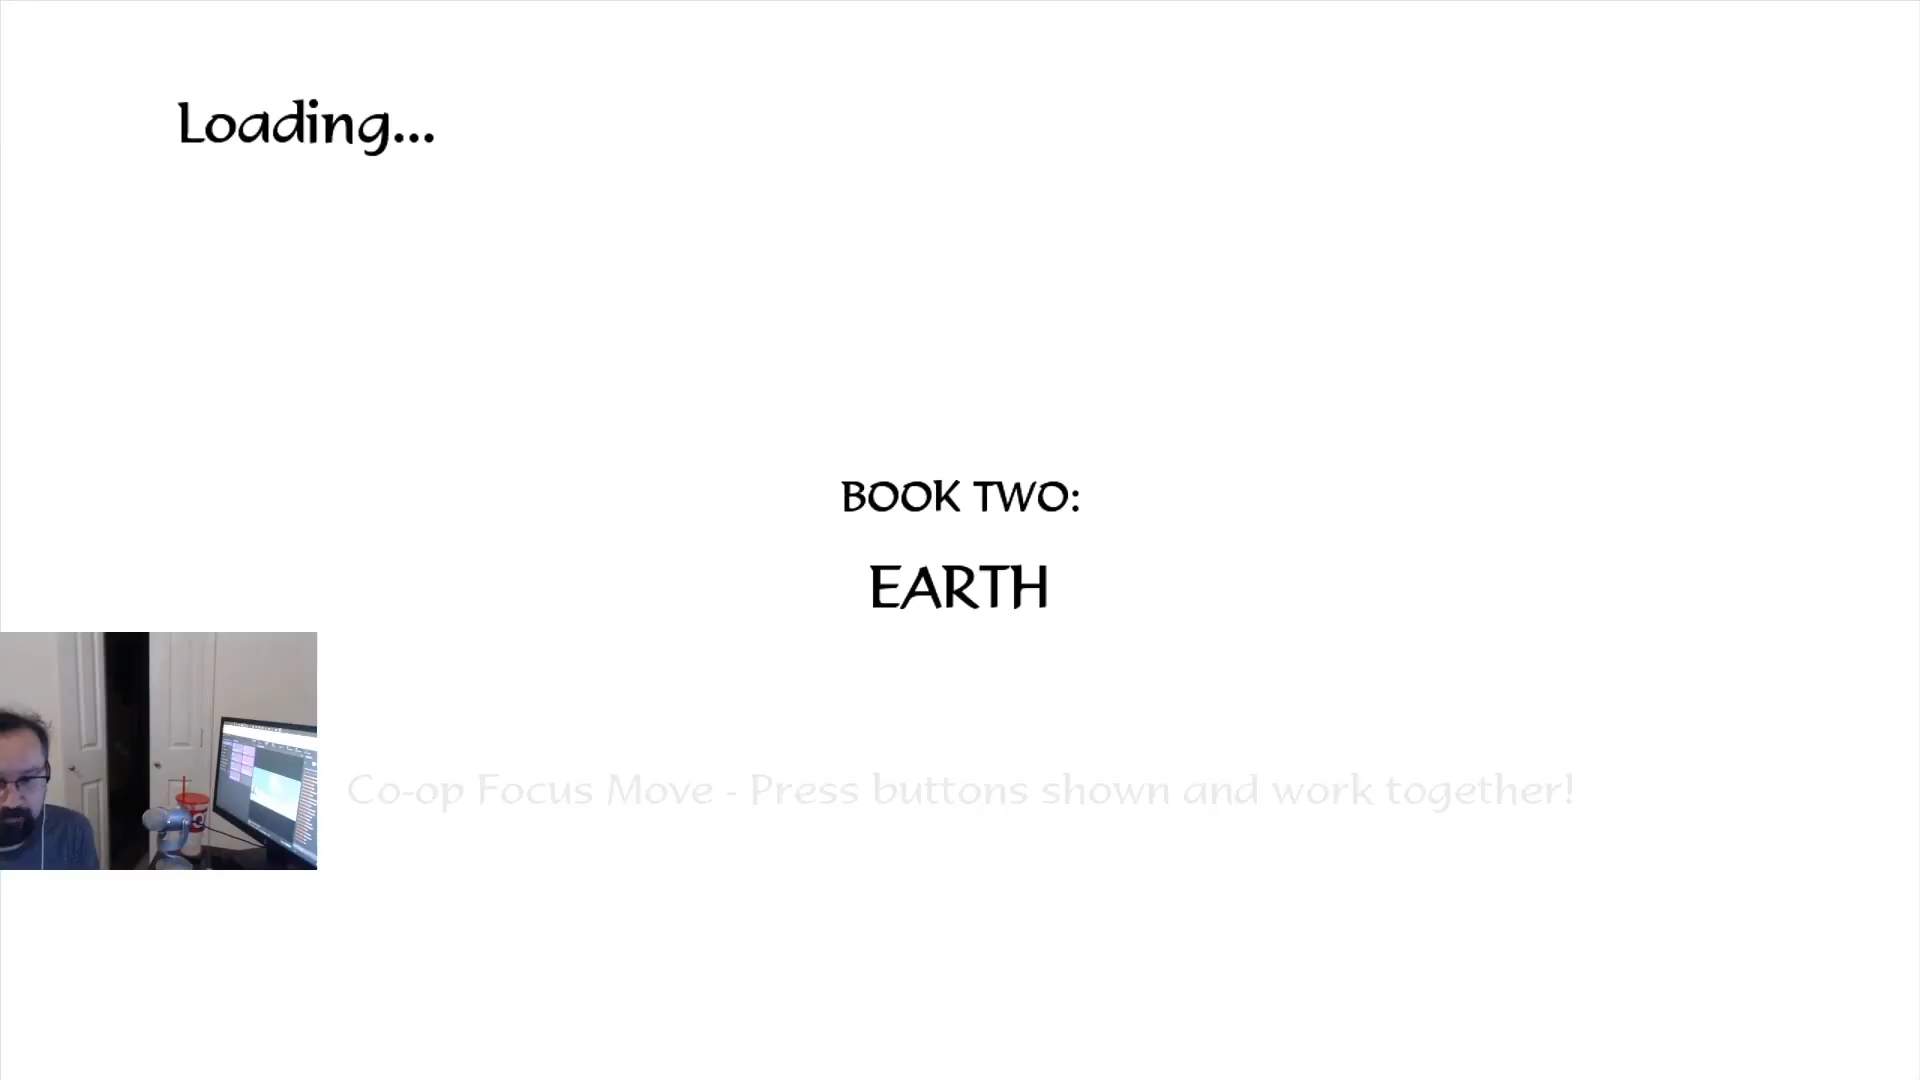 Loading...
BOOK TWO:
EARTH
Co-op Focus Move - Press buttons shown and work together!